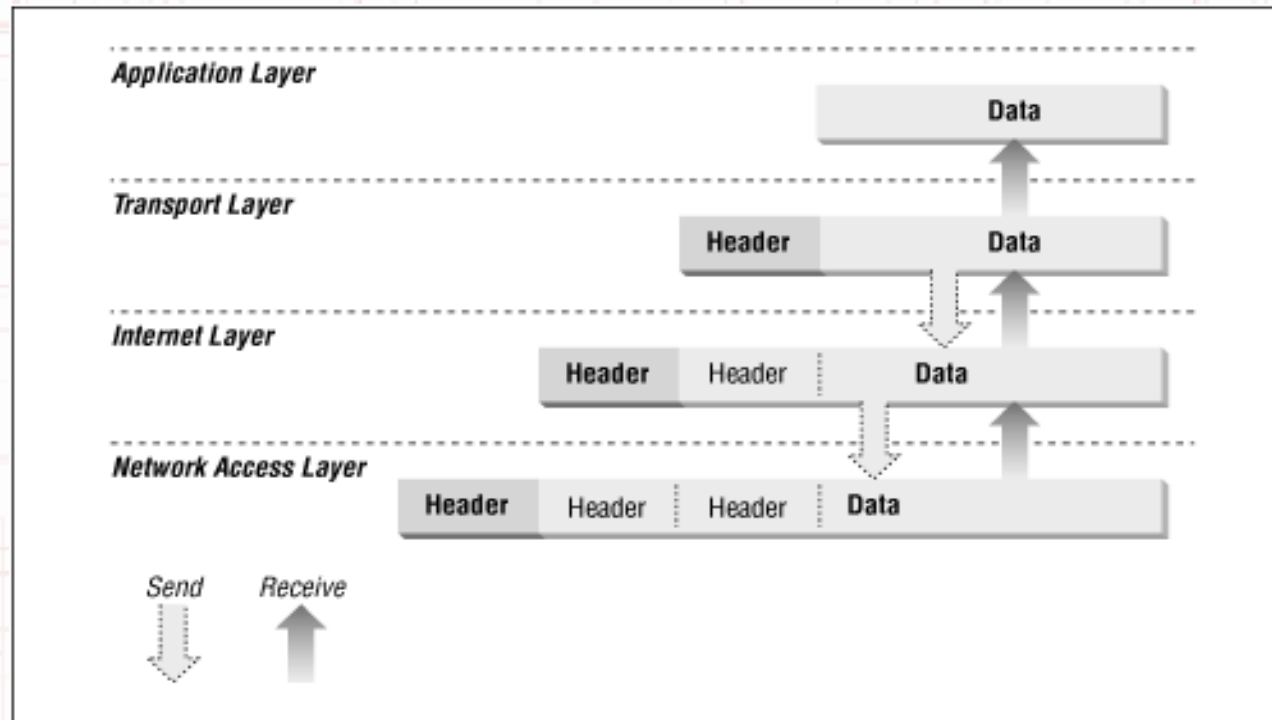 Application Layer
Data
Transport Layer
Header Data
Internet Layer
Header Header Data
Network Access Layer
Header Header Header Data
Send Receive